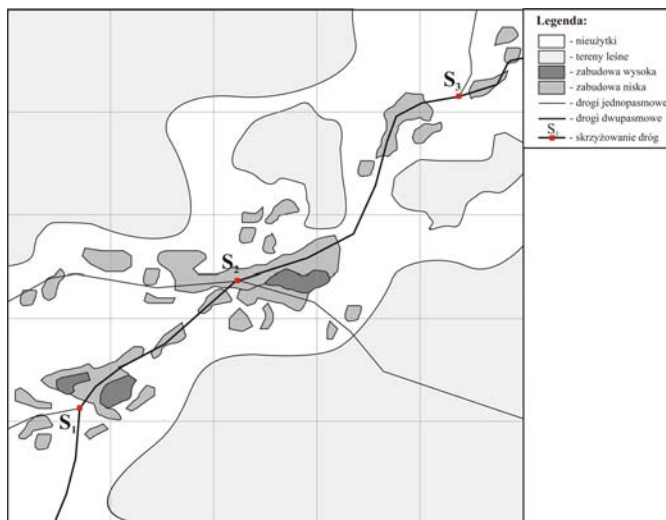 Legenda:
- nieużytki
- tereny leśne
- zabudowa wysoka
- zabudowa niska
- drogi jednopasmowe
- drogi dwupasmowe
- skrzyżowanie dróg
S₃
S₂
S₁